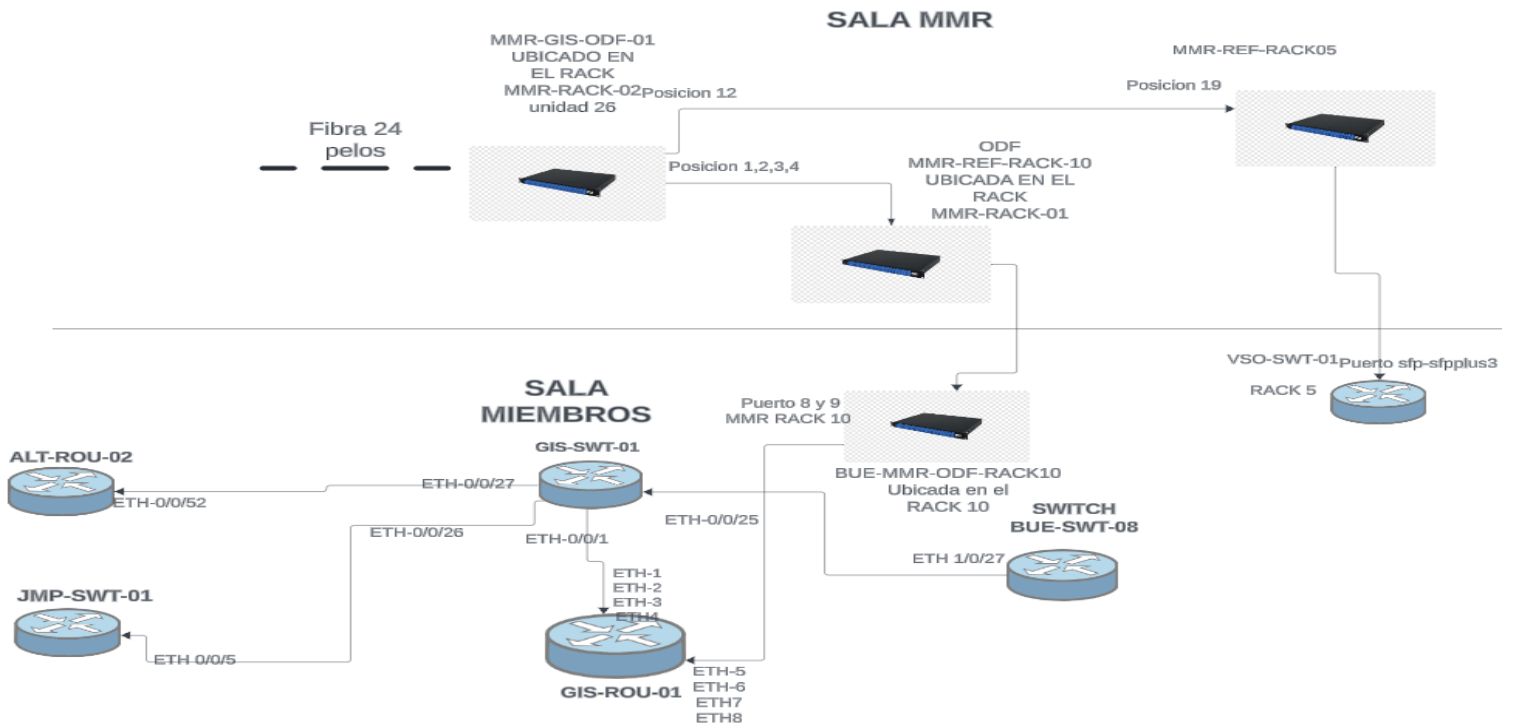 SALA MMR
MMR-GIS-ODF-01
UBICADO EN
EL RACK
MMR-RACK-02
unidad 26
Posicion 12
MMR-REF-RACK05
Posicion 19
Fibra 24
pelos
Posicion 1,2,3,4
ODF
MMR-REF-RACK-10
UBICADA EN EL
RACK
MMR-RACK-01
VSO-SWT-01
Puerto sfp-sfpplus3
RACK 5
SALA
MIEMBROS
Puerto 8 y 9
MMR RACK 10
BUE-MMR-ODF-RACK10
Ubicada en el
RACK 10
GIS-SWT-01
ALT-ROU-02
ETH-0/0/27
ETH-0/0/52
ETH-0/0/26
ETH-0/0/1
ETH-0/0/25
SWITCH
BUE-SWT-08
ETH 1/0/27
ETH-1
ETH-2
ETH-3
ETH4
JMP-SWT-01
ETH 0/0/5
GIS-ROU-01
ETH-5
ETH-6
ETH7
ETH8